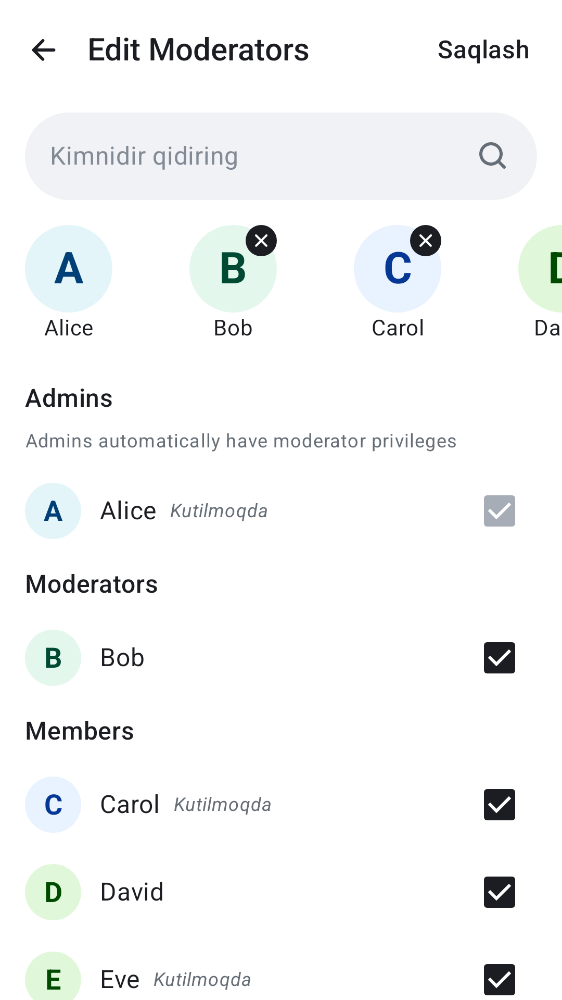 Edit Moderators
Saqlash
Kimnidir qidiring
A
B
C
D
Alice
Bob
Carol
Da
Admins
Admins automatically have moderator privileges
A
Alice Kutilmoqda
Moderators
B
Bob
Members
C
Carol Kutilmoqda
D
David
E
Eve Kutilmoqda